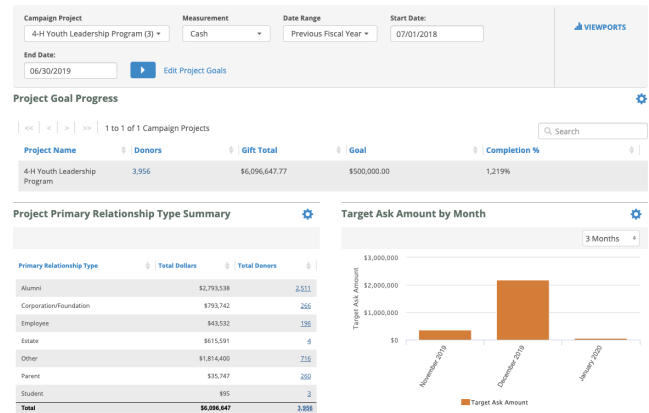 Campaign Project
Measurement
Date Range
Start Date:
4-H Youth Leadership Program (3)
Cash
Previous Fiscal Year
07/01/2018
VIEWPORTS
End Date:
06/30/2019
Edit Project Goals
Project Goal Progress
<< < > >> 1 to 1 of 1 Campaign Projects
Search
Project Name Donors Gift Total Goal Completion %
4-H Youth Leadership
Program
3,956 $6,096,647.77 $500,000.00 1,219%
Project Primary Relationship Type Summary
Primary Relationship Type Total Dollars Total Donors
Alumni $2,793,538 2,511
Corporation/Foundation $793,742 266
Employee $43,532 196
Estate $615,591 4
Other $1,814,400 716
Parent $35,747 260
Student $95 3
Total $6,096,647 3,956
Target Ask Amount by Month
3 Months
Target Ask Amount
$3,000,000
$2,000,000
$1,000,000
$0
November 2019
December 2019
January 2020
Target Ask Amount